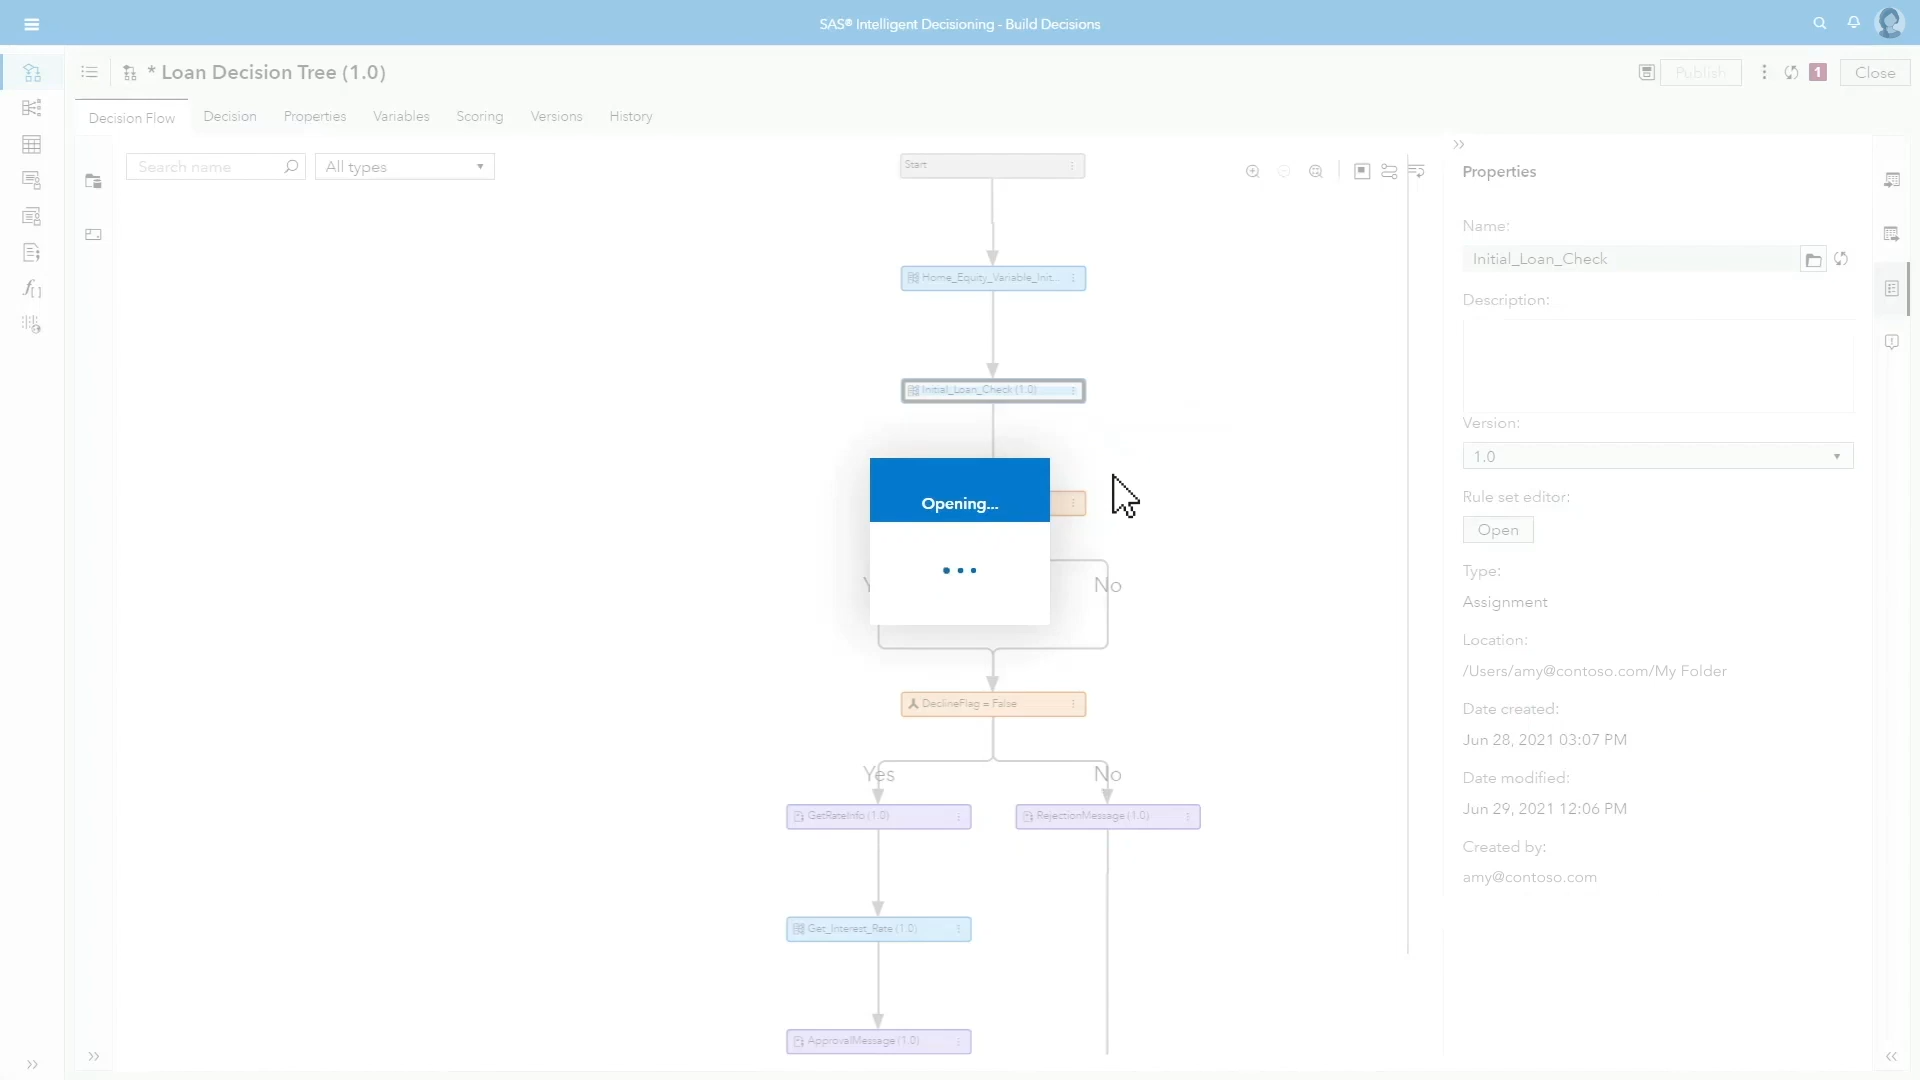 SAS® Intelligent Decisioning - Build Decisions
* Loan Decision Tree (1.0)
Publish
1
Close
Decision Flow
Decision
Properties
Variables
Scoring
Versions
History
Search name
All types
Start
Home_Equity_Variable_Init...
Initial_Loan_Check (1.0)
Opening...
No
DeclineFlag = False
Yes
No
GetRateInfo (1.0)
RejectionMessage (1.0)
Get_Interest_Rate (1.0)
ApprovalMessage (1.0)
Properties
Name:
Initial_Loan_Check
Description:
Version:
1.0
Rule set editor:
Open
Type:
Assignment
Location:
/Users/amy@contoso.com/My Folder
Date created:
Jun 28, 2021 03:07 PM
Date modified:
Jun 29, 2021 12:06 PM
Created by:
amy@contoso.com